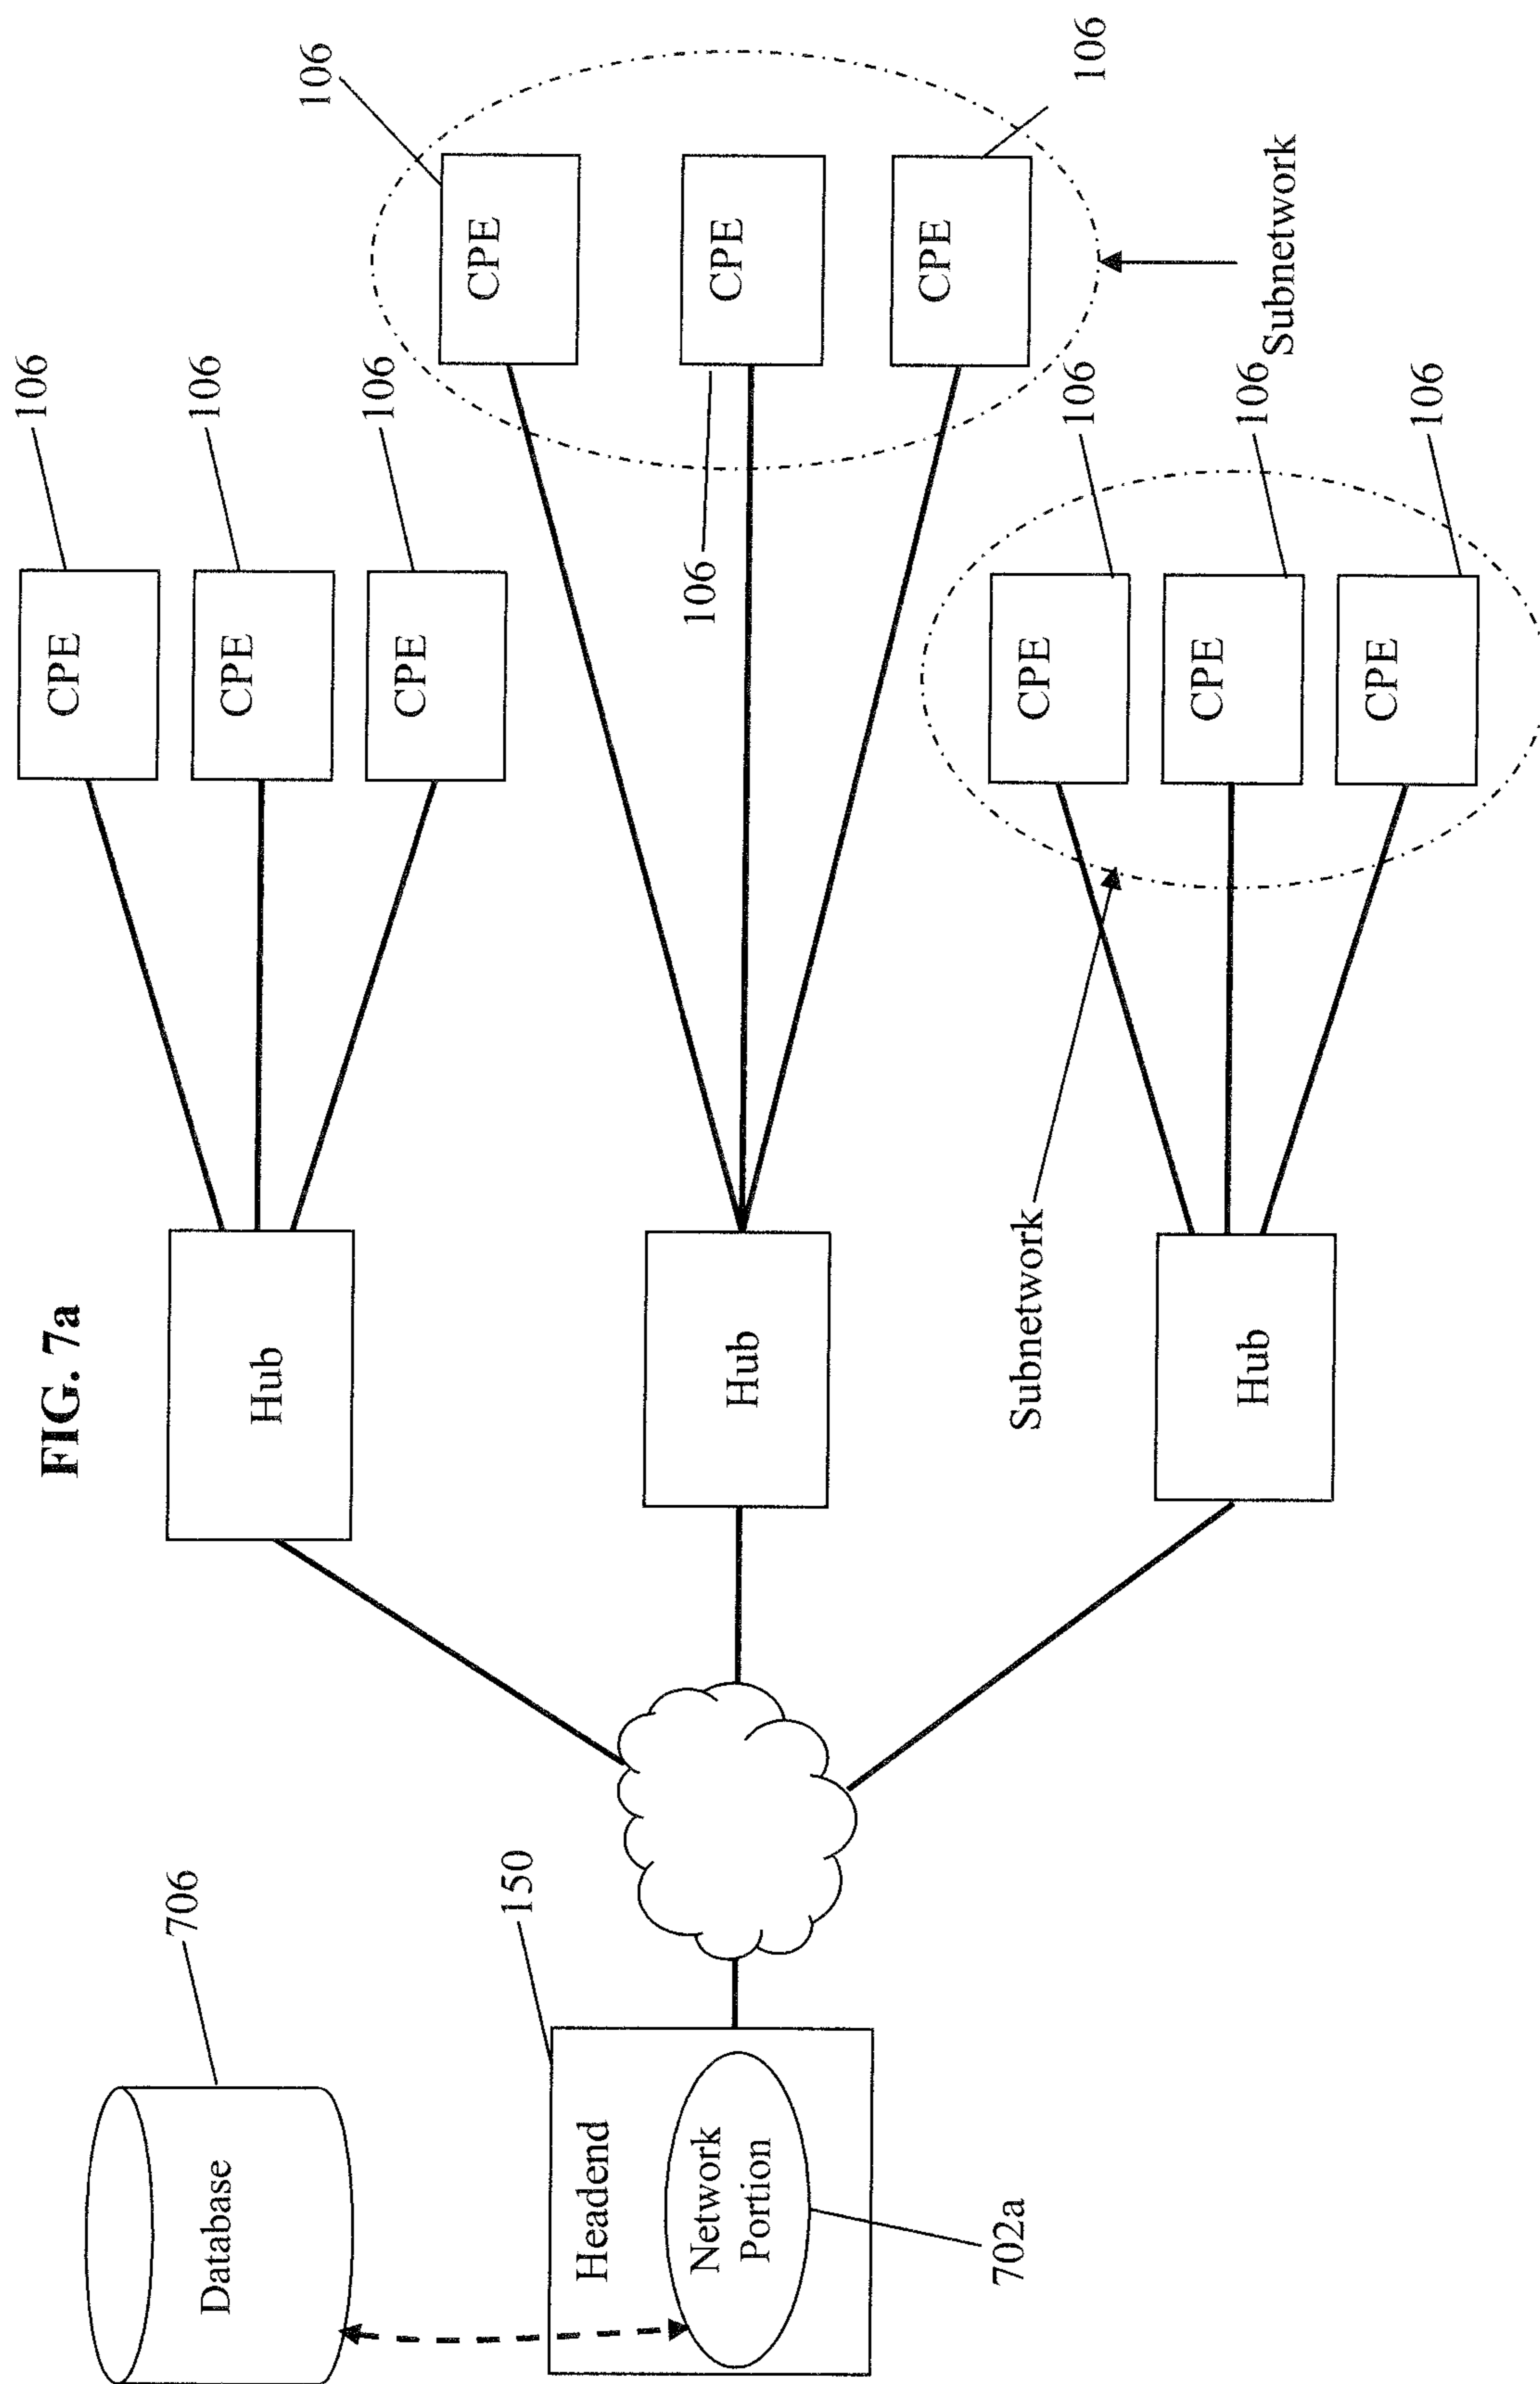 FIG. 7a
106
CPE
706
106
Database
CPE
Hub
106
106
CPE
CPE
150
Headend
106
Network
Portion
CPE
Hub
CPE
702a
Subnetwork
CPE
106
106
CPE
Hub
106
Subnetwork
CPE
106